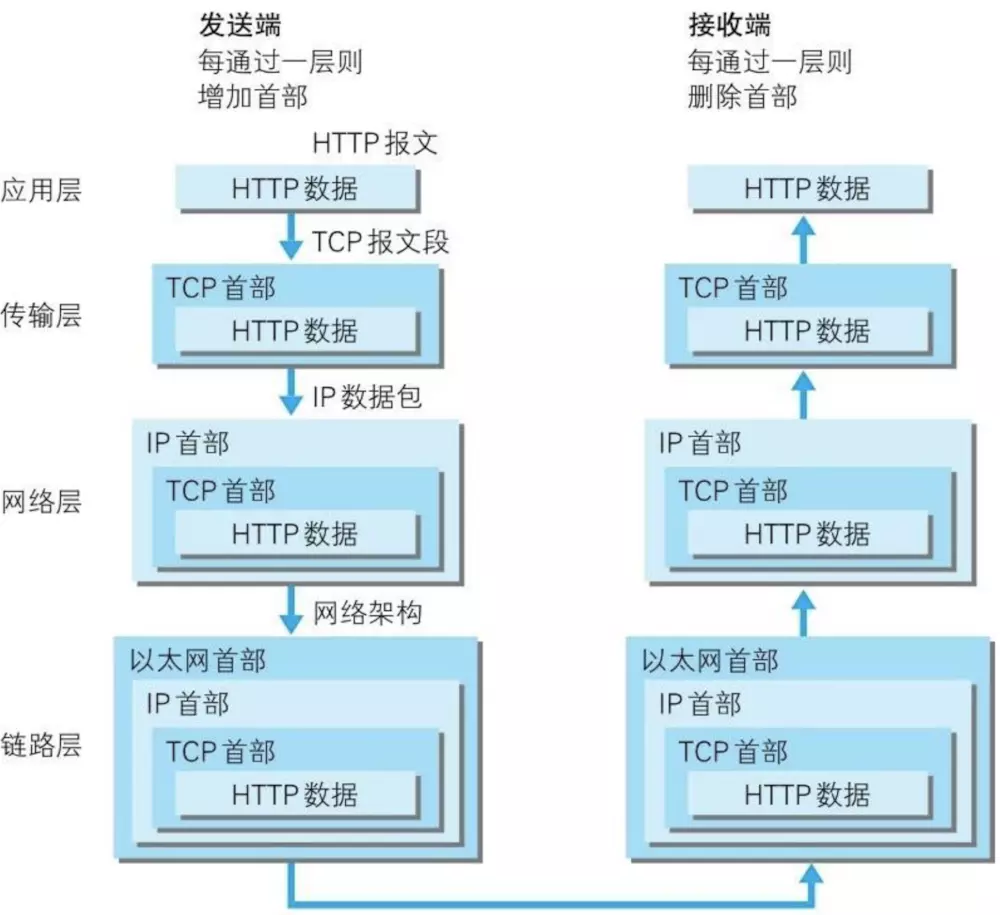 发送端
每通过一层则
增加首部
接收端
每通过一层则
删除首部
HTTP 报文
应用层
HTTP 数据
HTTP 数据
TCP 报文段
传输层
TCP 首部
HTTP 数据
TCP 首部
HTTP 数据
IP 数据包
网络层
IP 首部
TCP 首部
HTTP 数据
IP 首部
TCP 首部
HTTP 数据
网络架构
链路层
以太网首部
IP 首部
TCP 首部
HTTP 数据
以太网首部
IP 首部
TCP 首部
HTTP 数据